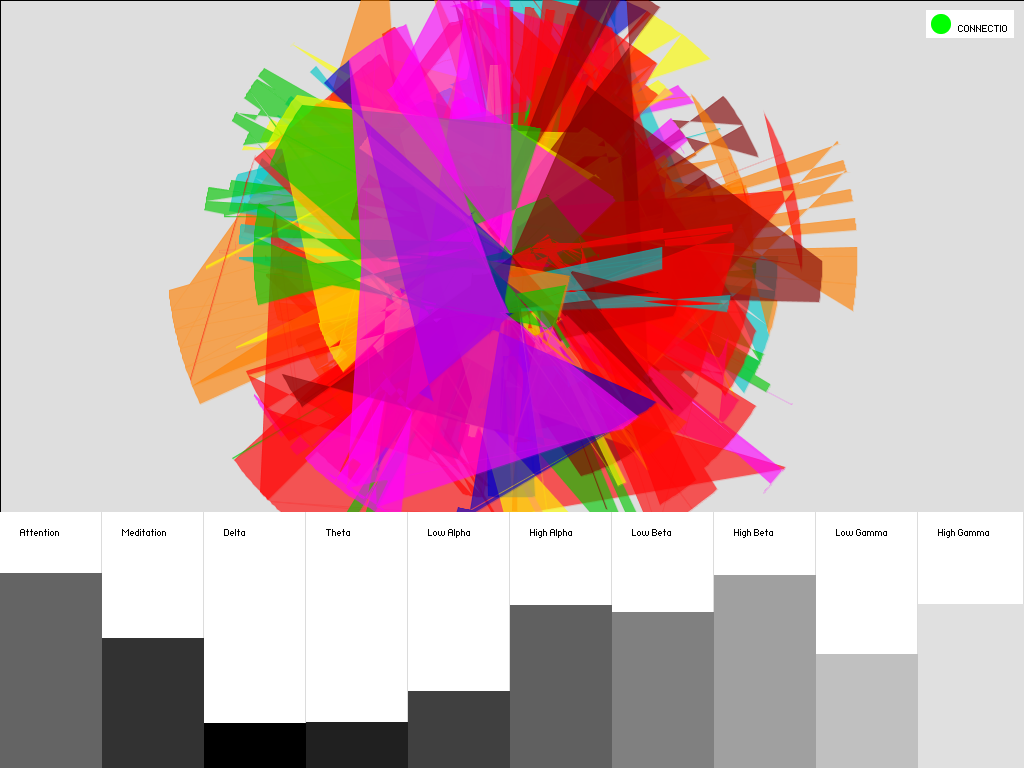 CONNECTIO
Attention
Meditation
Delta
Theta
Low Alpha
High Alpha
Low Beta
High Beta
Low Gamma
High Gamma